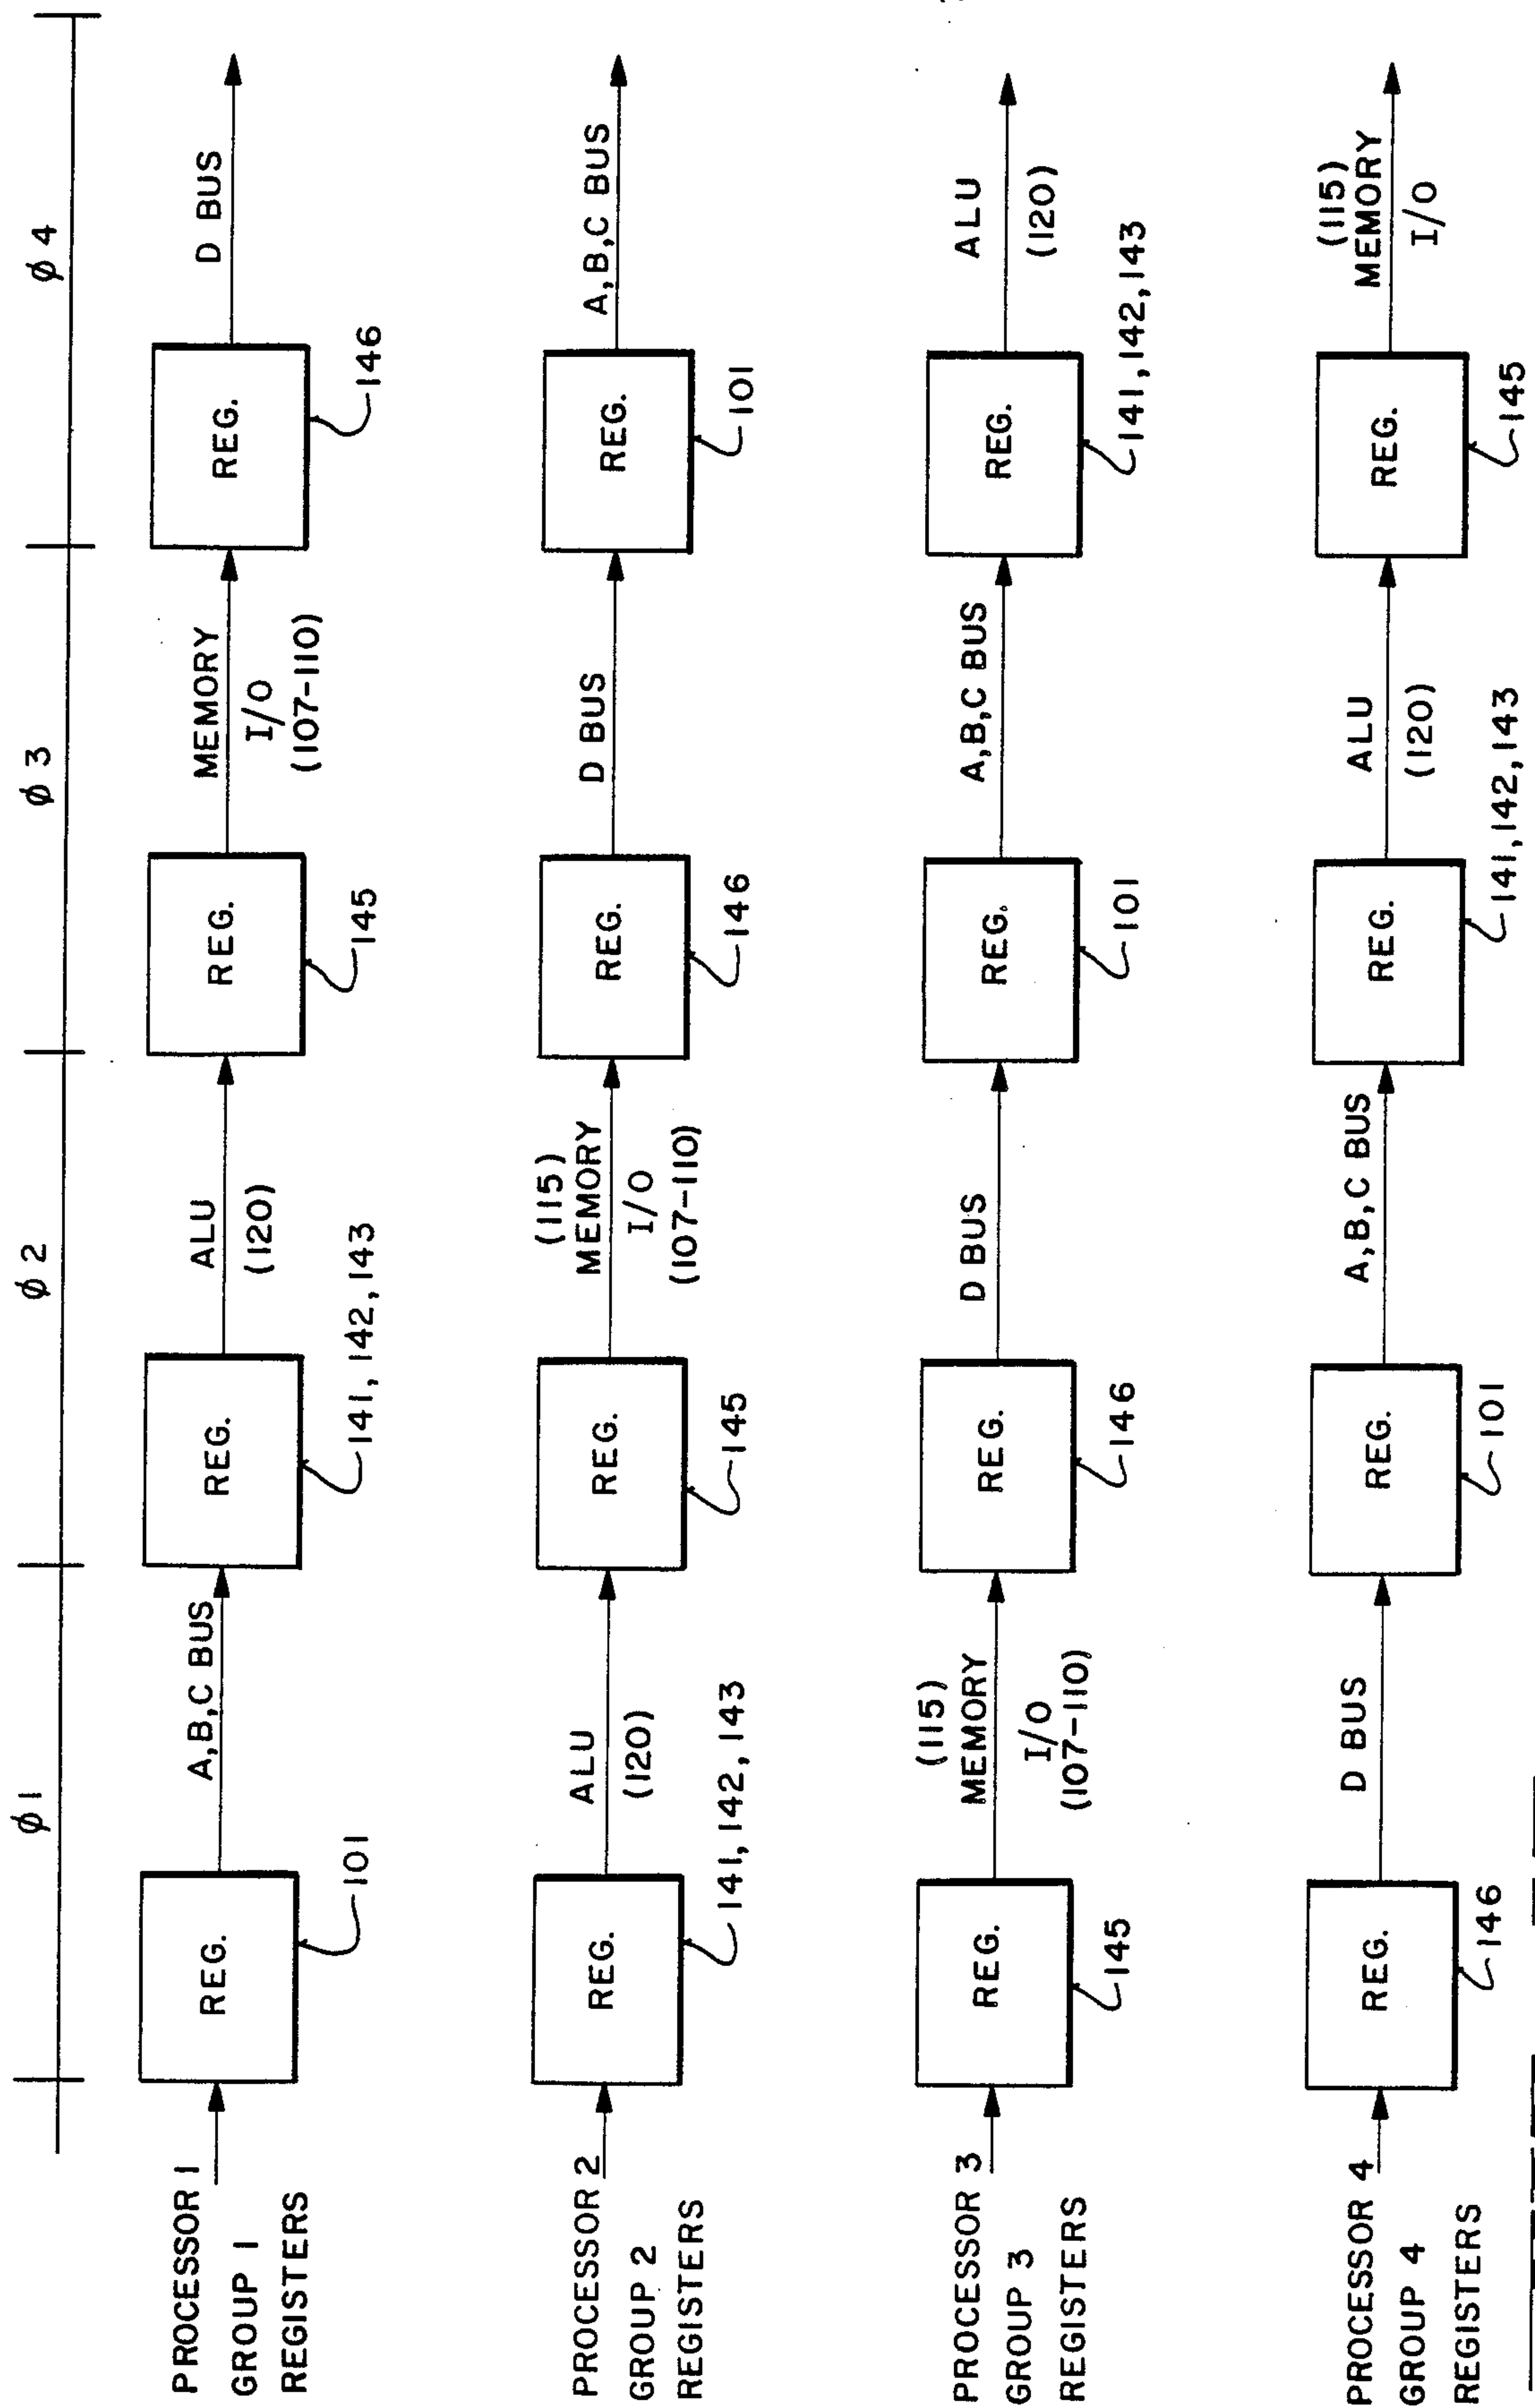 ø 1
ø 2
ø 3
ø 4
PROCESSOR 1
GROUP 1
REGISTERS
REG.
101
A,B,C BUS
REG.
141, 142, 143
ALU
(120)
REG.
145
MEMORY
I/O
(107-110)
REG.
146
D BUS
PROCESSOR 2
GROUP 2
REGISTERS
REG.
141, 142, 143
ALU
(120)
REG.
145
(115)
MEMORY
I/O
(107-110)
REG.
146
D BUS
REG.
101
A,B,C BUS
PROCESSOR 3
GROUP 3
REGISTERS
REG.
145
(115)
MEMORY
I/O
(107-110)
REG.
146
D BUS
REG.
101
A,B,C BUS
REG.
141, 142, 143
ALU
(120)
PROCESSOR 4
GROUP 4
REGISTERS
REG.
146
D BUS
REG.
101
A,B,C BUS
REG.
141, 142, 143
ALU
(120)
REG.
145
(115)
MEMORY
I/O